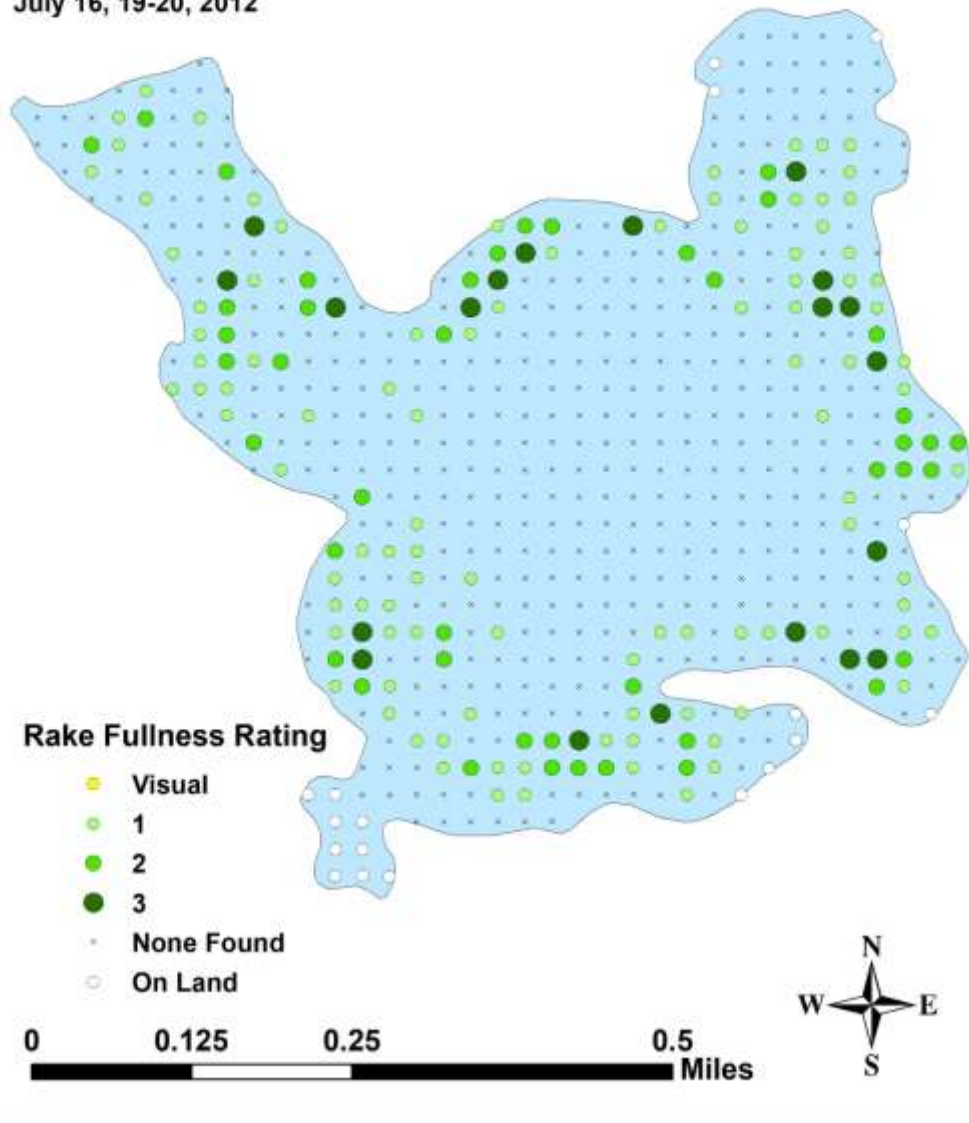 July 16, 19-20, 2012
Rake Fullness Rating
Visual
1
2
3
None Found
On Land
N
W E
S
0 0.125 0.25 0.5
Miles